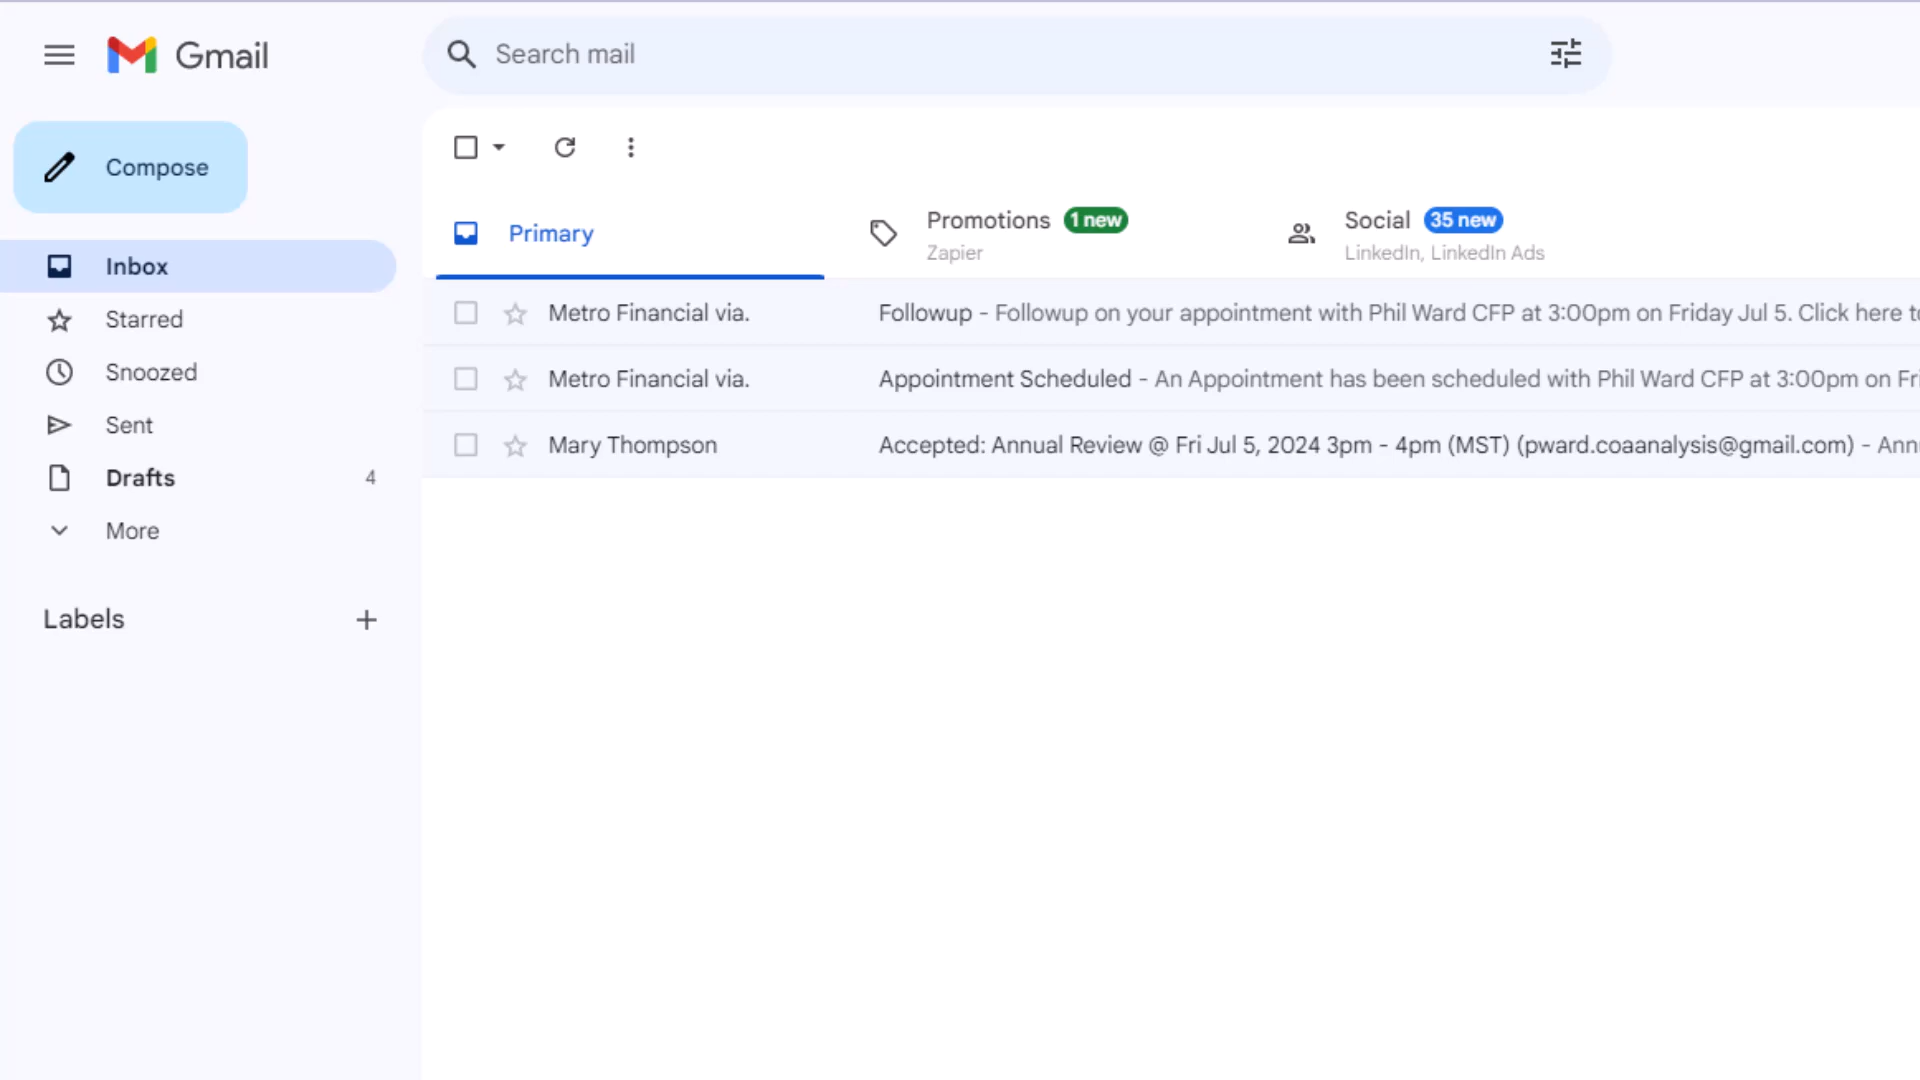 Gmail
Search mail
Compose
Inbox
Starred
Snoozed
Sent
Drafts 4
More
Labels
Primary
Promotions 1 new
Zapier
Social 35 new
LinkedIn, LinkedIn Ads
Metro Financial via. Followup - Followup on your appointment with Phil Ward CFP at 3:00pm on Friday Jul 5. Click here
Metro Financial via. Appointment Scheduled - An Appointment has been scheduled with Phil Ward CFP at 3:00pm on
Mary Thompson Accepted: Annual Review @ Fri Jul 5, 2024 3pm - 4pm (MST) (pward.coaanalysis@gmail.com) -